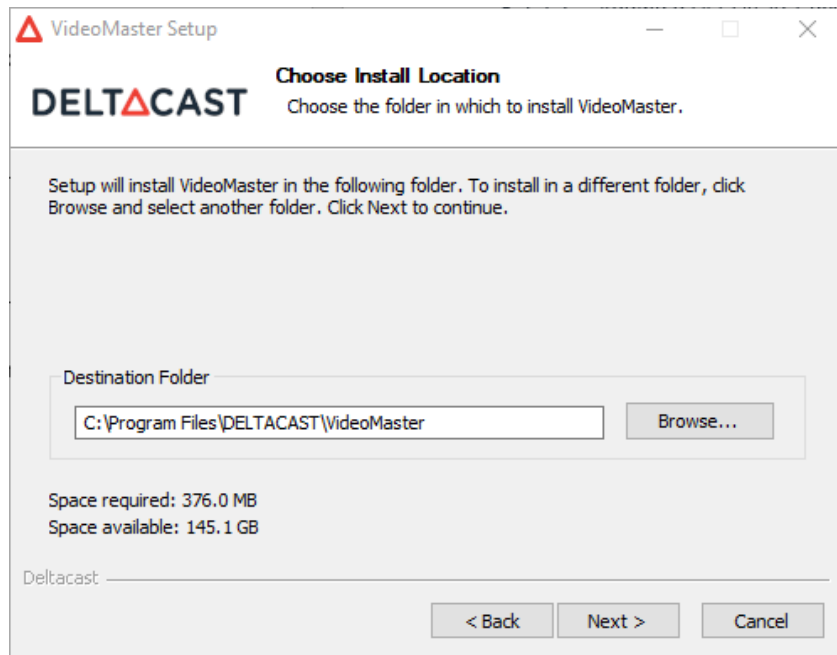 VideoMaster Setup
DELTACAST
Choose Install Location
Choose the folder in which to install VideoMaster.
Setup will install VideoMaster in the following folder. To install in a different folder, click
Browse and select another folder. Click Next to continue.
Destination Folder
C:\Program Files\DELTACAST\VideoMaster
Browse...
Space required: 376.0 MB
Space available: 145.1 GB
Deltacast
< Back
Next >
Cancel